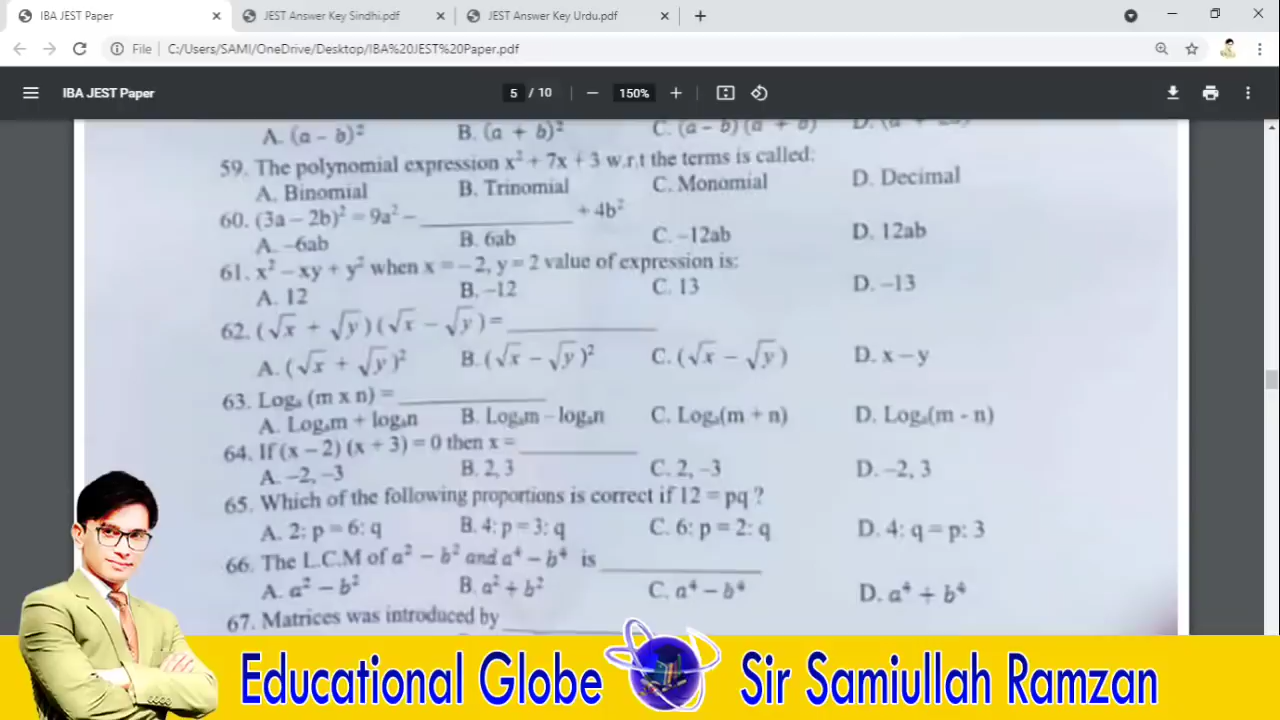 IBA JEST Paper
JEST Answer Key Sindhi.pdf
JEST Answer Key Urdu.pdf
File C:/Users/SAMI/OneDrive/Desktop/IBA%20JEST%20Paper.pdf
IBA JEST Paper 5 / 10 150%
A. (a – b)² B. (a + b)² C. (a – b) (a + b)
59. The polynomial expression x² + 7x + 3 w.r.t the terms is called:
A. Binomial B. Trinomial C. Monomial D. Decimal
60. (3a – 2b)² = 9a² – ____________ + 4b²
A. –6ab B. 6ab C. –12ab D. 12ab
61. x² – xy + y² when x = – 2, y = 2 value of expression is:
A. 12 B. –12 C. 13 D. –13
62. (√x + √y) (√x – √y) = ____________
A. (√x + √y)² B. (√x – √y)² C. (√x – √y) D. x – y
63. Logₐ (m x n) = ____________
A. Logₐm + logₐn B. Logₐm – logₐn C. Logₐ(m + n) D. Logₐ(m - n)
64. If (x – 2) (x + 3) = 0 then x = __________
A. –2, –3 B. 2, 3 C. 2, –3 D. –2, 3
65. Which of the following proportions is correct if 12 = pq ?
A. 2: p = 6: q B. 4: p = 3: q C. 6: p = 2: q D. 4: q = p: 3
66. The L.C.M of a² – b² and a⁴ – b⁴ is ____________
A. a² – b² B. a² + b² C. a⁴ – b⁴ D. a⁴ + b⁴
67. Matrices was introduced by ____________
Educational Globe Sir Samiullah Ramzan